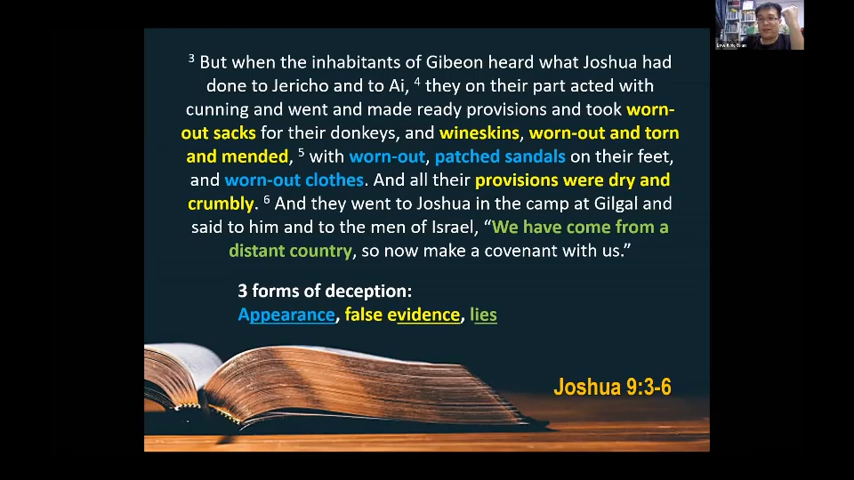 ³ But when the inhabitants of Gibeon heard what Joshua had
done to Jericho and to Ai, ⁴ they on their part acted with
cunning and went and made ready provisions and took worn-
out sacks for their donkeys, and wineskins, worn-out and torn
and mended, ⁵ with worn-out, patched sandals on their feet,
and worn-out clothes. And all their provisions were dry and
crumbly. ⁶ And they went to Joshua in the camp at Gilgal and
said to him and to the men of Israel, “We have come from a
distant country, so now make a covenant with us.”
3 forms of deception:
Appearance, false evidence, lies
Joshua 9:3-6